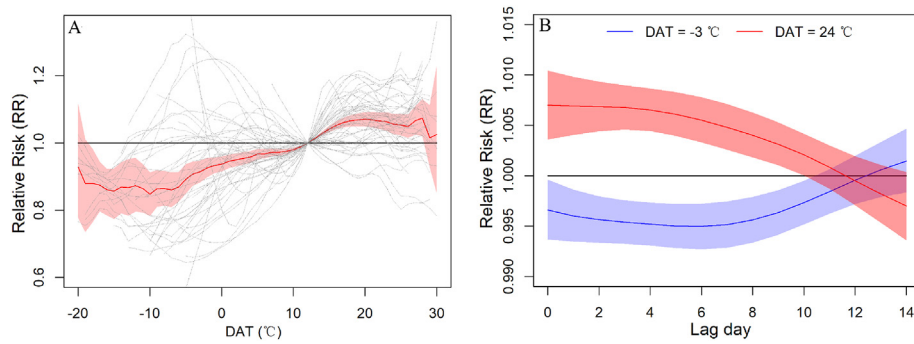 A
Relative Risk (RR)
1.2
1.0
0.8
0.6
-20 -10 0 10 20 30
DAT (℃)
B
DAT = -3 ℃ DAT = 24 ℃
Relative Risk (RR)
1.015
1.010
1.005
1.000
0.995
0.990
0 2 4 6 8 10 12 14
Lag day